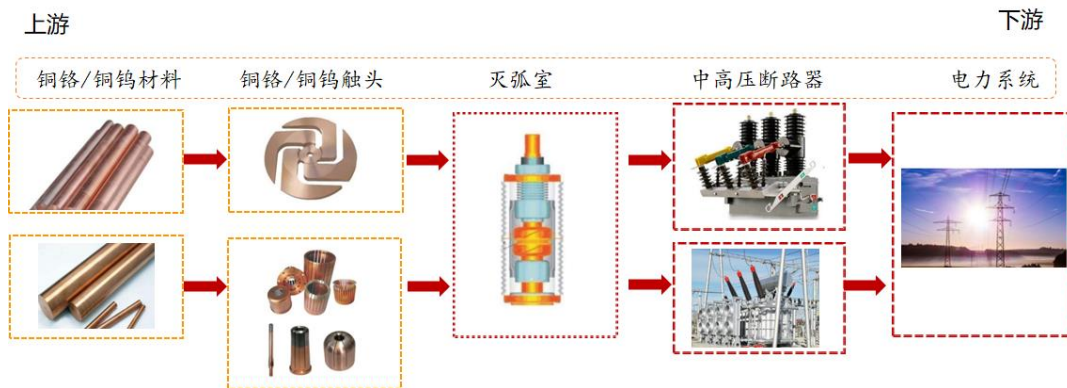 上游
下游
铜铬/铜钨材料
铜铬/铜钨触头
灭弧室
中高压断路器
电力系统